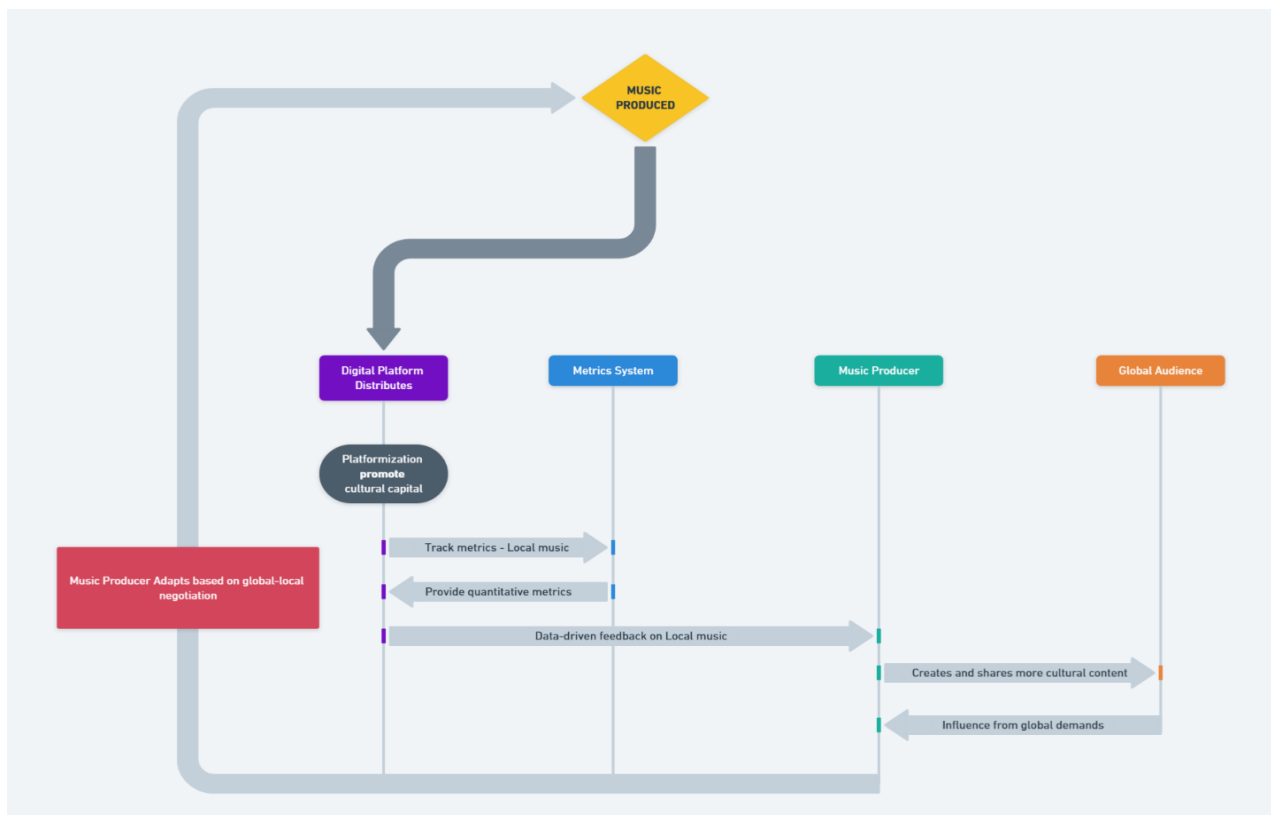 MUSIC
PRODUCED
Digital Platform
Distributes
Metrics System
Music Producer
Global Audience
Platformization
promote
cultural capital
Track metrics - Local music
Music Producer Adapts based on global-local
negotiation
Provide quantitative metrics
Data-driven feedback on Local music
Creates and shares more cultural content
Influence from global demands